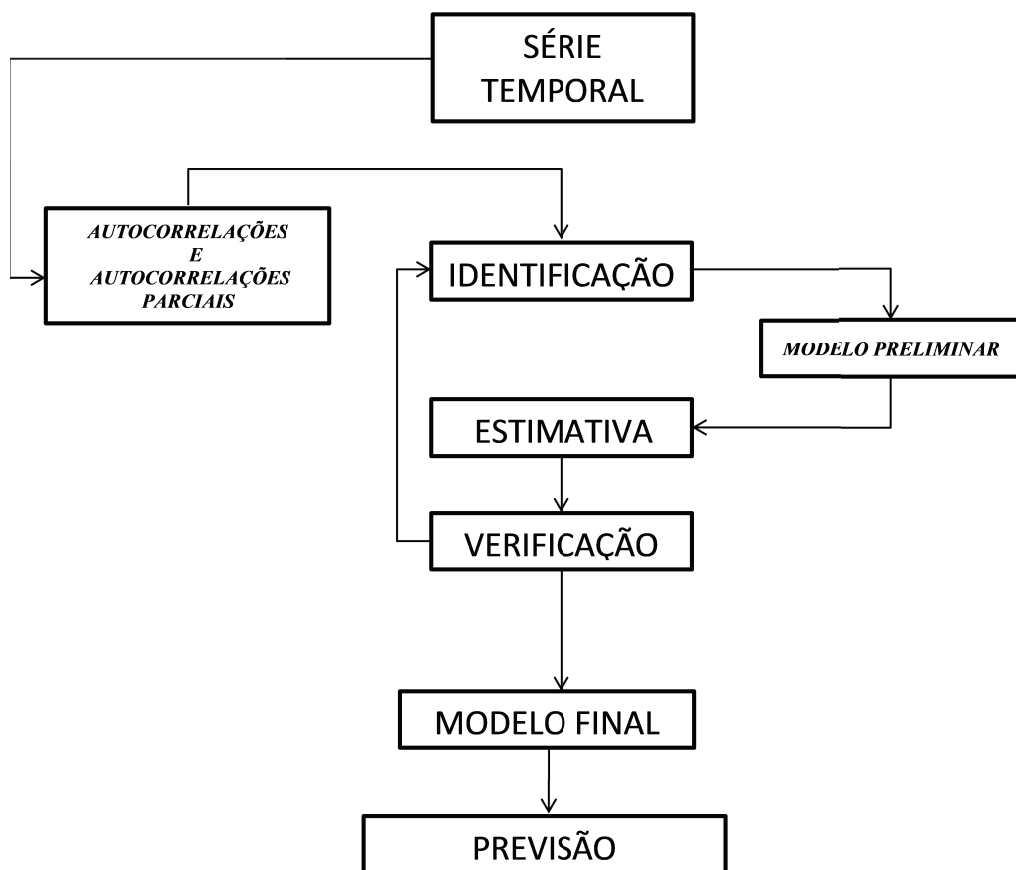 SÉRIE
TEMPORAL
AUTOCORRELAÇÕES
E
AUTOCORRELAÇÕES
PARCIAIS
IDENTIFICAÇÃO
MODELO PRELIMINAR
ESTIMATIVA
VERIFICAÇÃO
MODELO FINAL
PREVISÃO